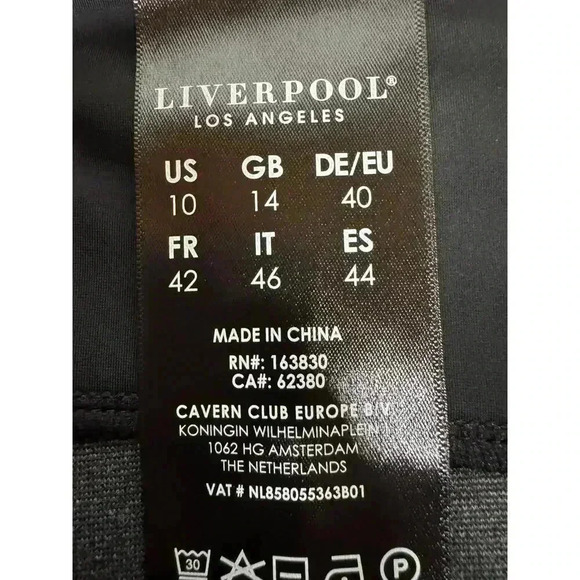 LIVERPOOL®
LOS ANGELES
US GB DE/EU
10 14 40
FR IT ES
42 46 44
MADE IN CHINA
RN#: 163830
CA#: 62380
CAVERN CLUB EUROPE B.V.
KONINGIN WILHELMINAPLEIN
1062 HG AMSTERDAM
THE NETHERLANDS
VAT # NL858055363B01
30 P